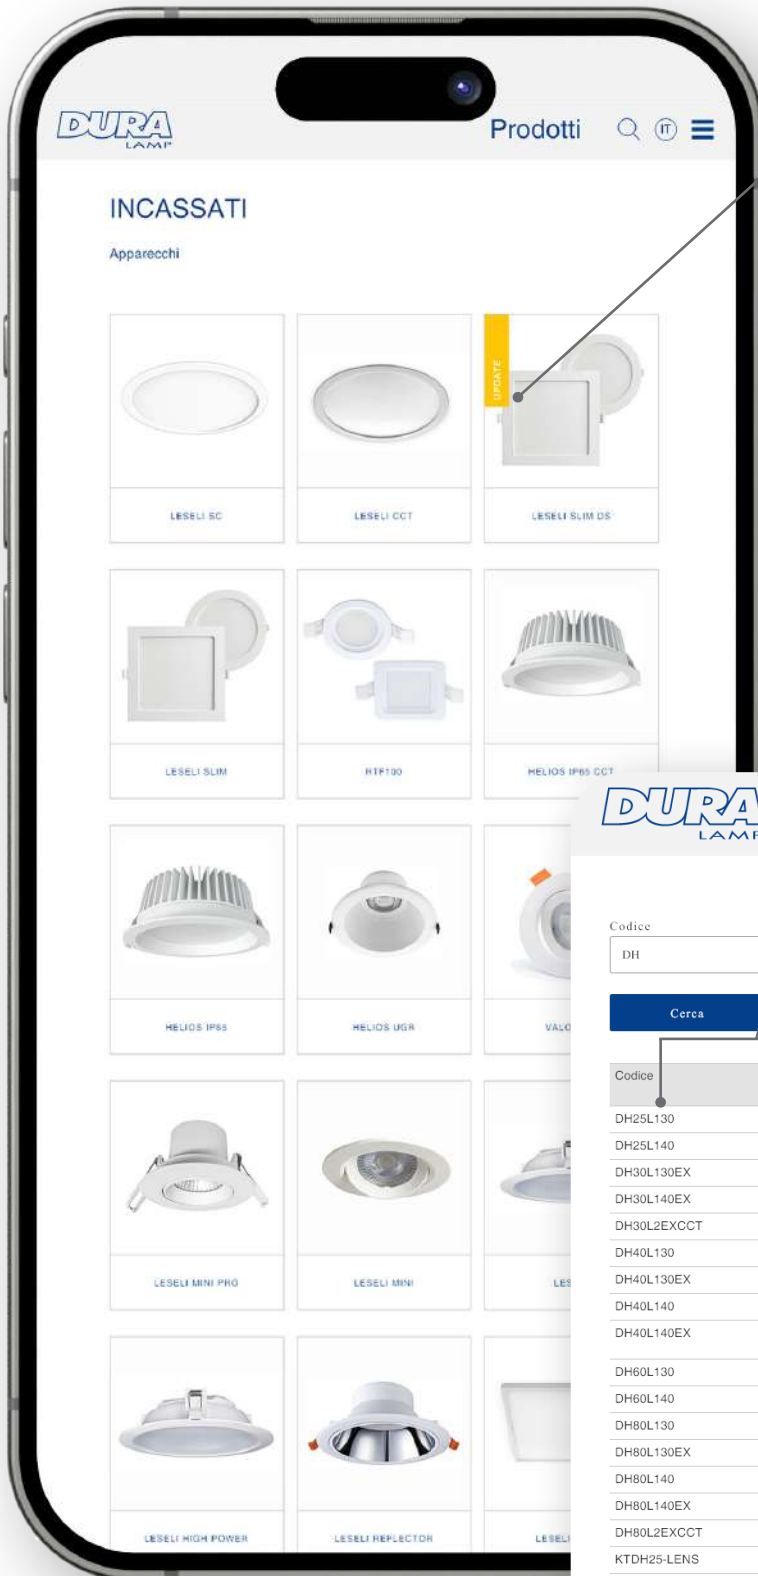 DURA
LAMP
Prodotti
IT
INCASSATI
Apparecchi
UPDATE
LESELI SC
LESELI CCT
LESELI SLIM DS
LESELI SLIM
RTF100
HELIOS IP65 CCT
HELIOS IP65
HELIOS UGR
VALO
LESELI MINI PRO
LESELI MINI
LES
LESELI HIGH POWER
LESELI REFLECTOR
LESELI
DURA
LAMP
Codice
DH
Cerca
Codice
DH25L130
DH25L140
DH30L130EX
DH30L140EX
DH30L2EXCCT
DH40L130
DH40L130EX
DH40L140
DH40L140EX
DH60L130
DH60L140
DH80L130
DH80L130EX
DH80L140
DH80L140EX
DH80L2EXCCT
KTDH25-LENS